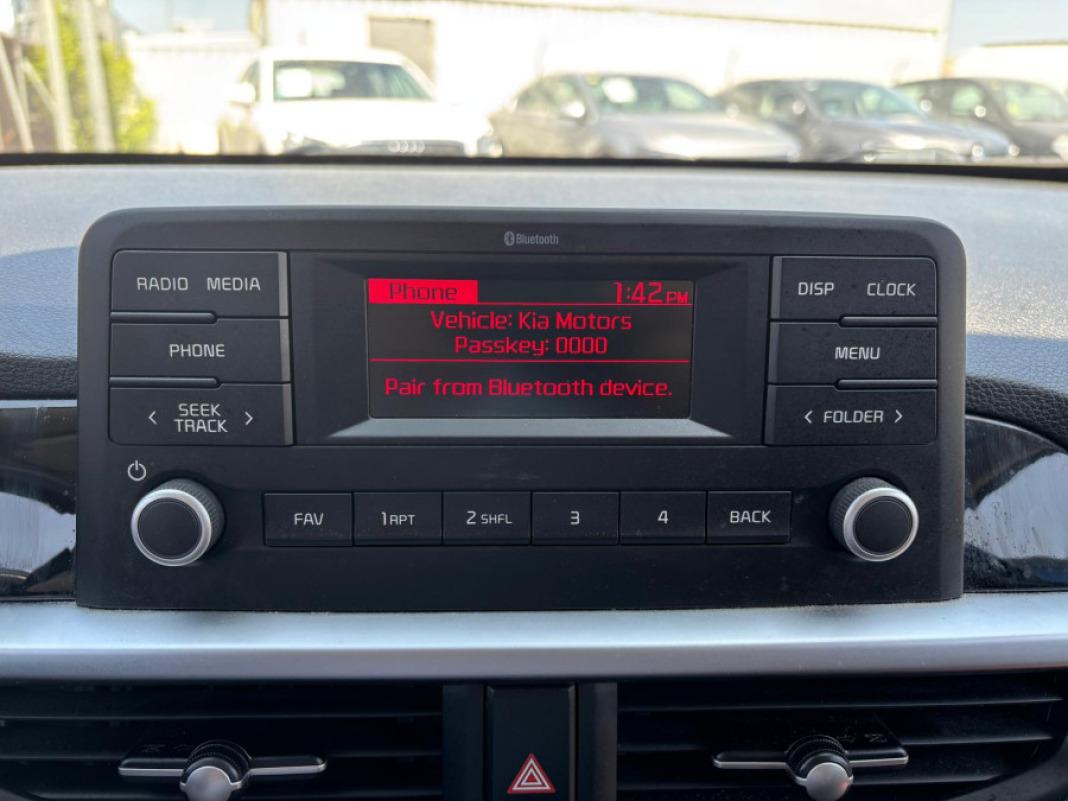 Bluetooth
RADIO MEDIA
PHONE
< SEEK TRACK >
Phone 1:42 PM
Vehicle: Kia Motors
Passkey: 0000
Pair from Bluetooth device.
DISP CLOCK
MENU
< FOLDER >
FAV 1 RPT 2 SHFL 3 4 BACK